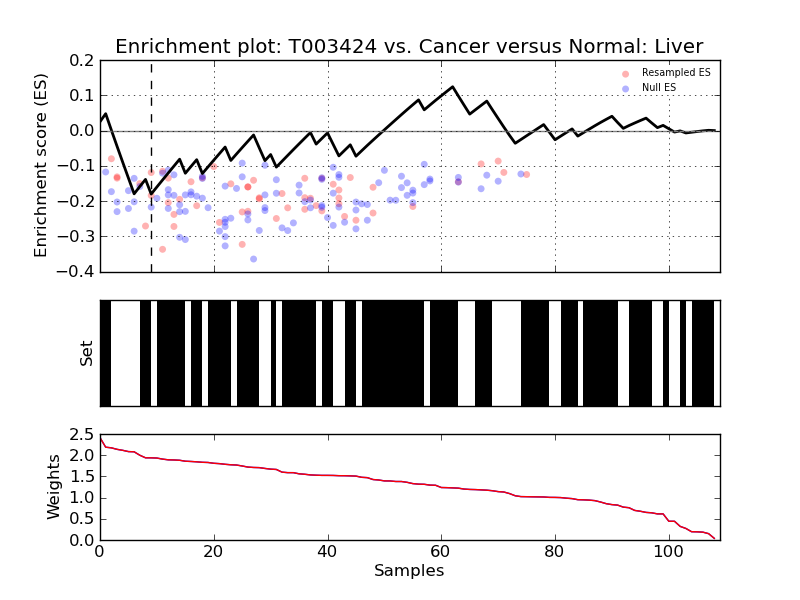 Enrichment plot: T003424 vs. Cancer versus Normal: Liver
Resampled ES
Null ES
Enrichment score (ES)
0.2
0.1
0.0
−0.1
−0.2
−0.3
−0.4
Set
Weights
2.5
2.0
1.5
1.0
0.5
0.0
0 20 40 60 80 100
Samples